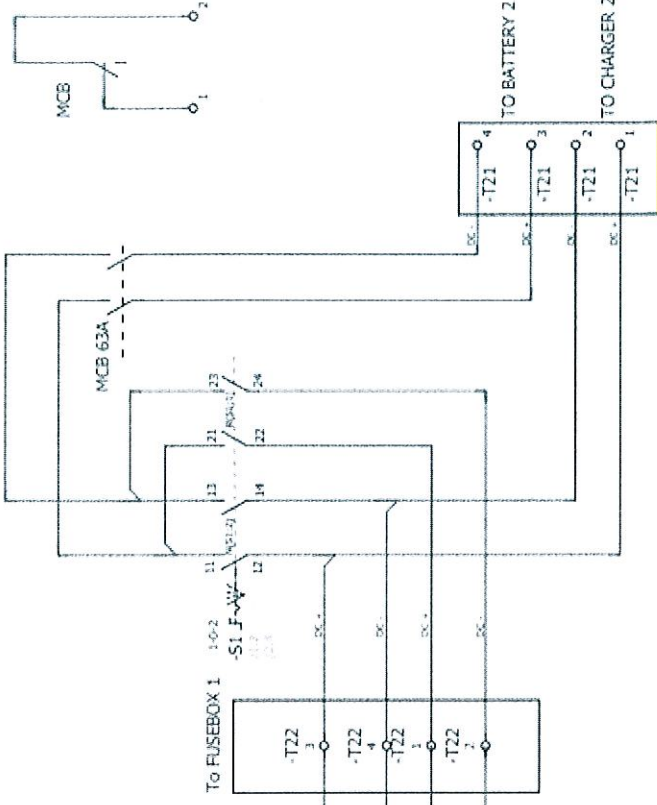 2
MCB
1
TO BATTERY 2
TO CHARGER 2
4
-T21
3
-T21
2
-T21
1
-T21
DC -
DC +
DC -
DC +
MCB 63A
23
24
21
22
13
14
11
12
1-0-2
-S1
DC +
DC -
DC +
DC -
To FUSEBOX 1
-T22
3
-T22
4
-T22
1
-T22
2